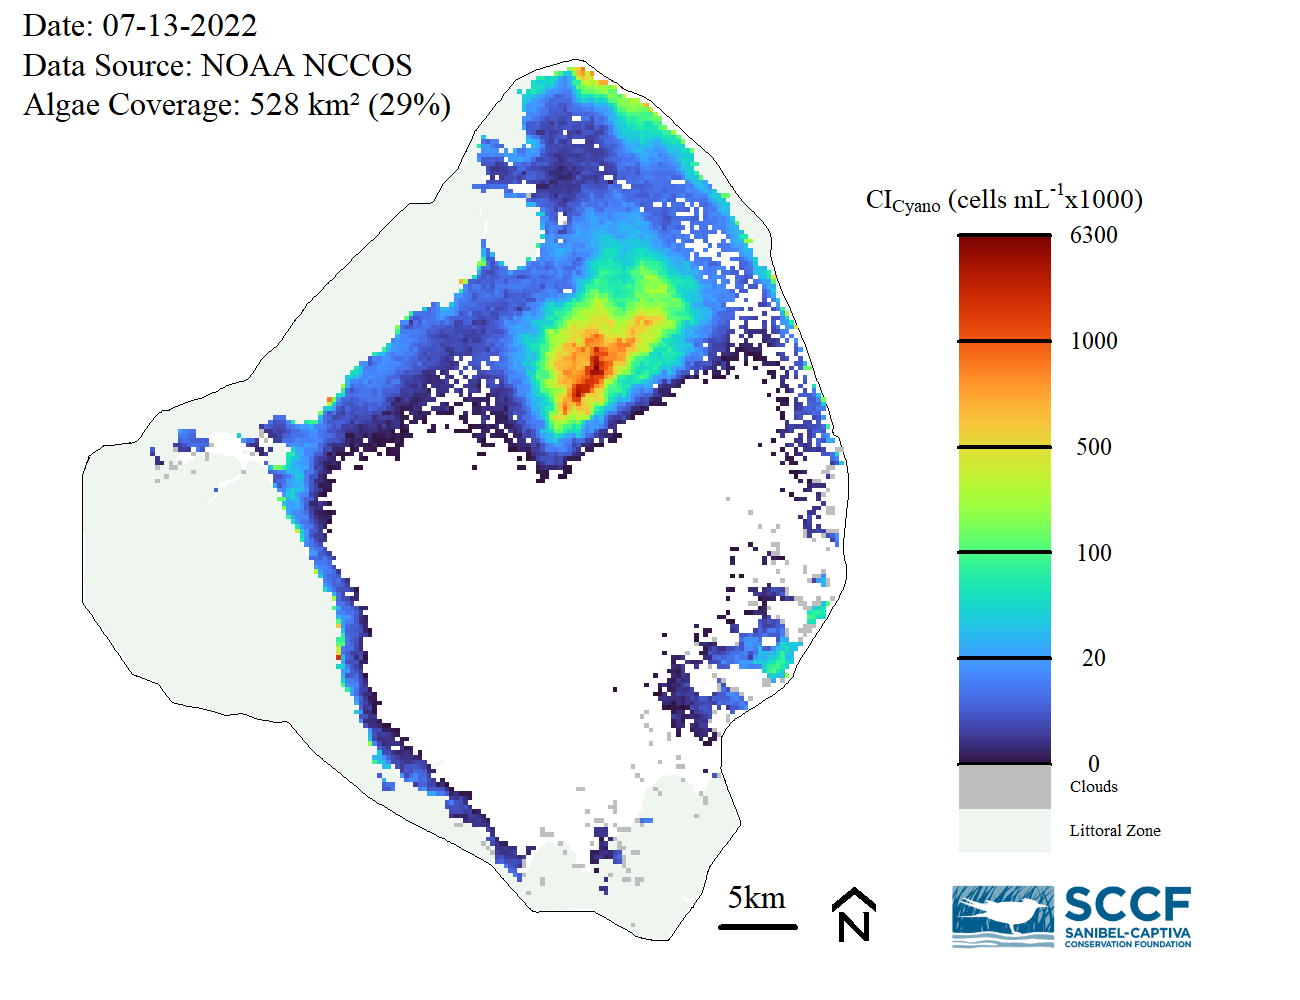 Date: 07-13-2022
Data Source: NOAA NCCOS
Algae Coverage: 528 km² (29%)
CICyano (cells mL-1x1000)
6300
1000
500
100
20
0
Clouds
Littoral Zone
5km
N
SCCF
SANIBEL-CAPTIVA
CONSERVATION FOUNDATION